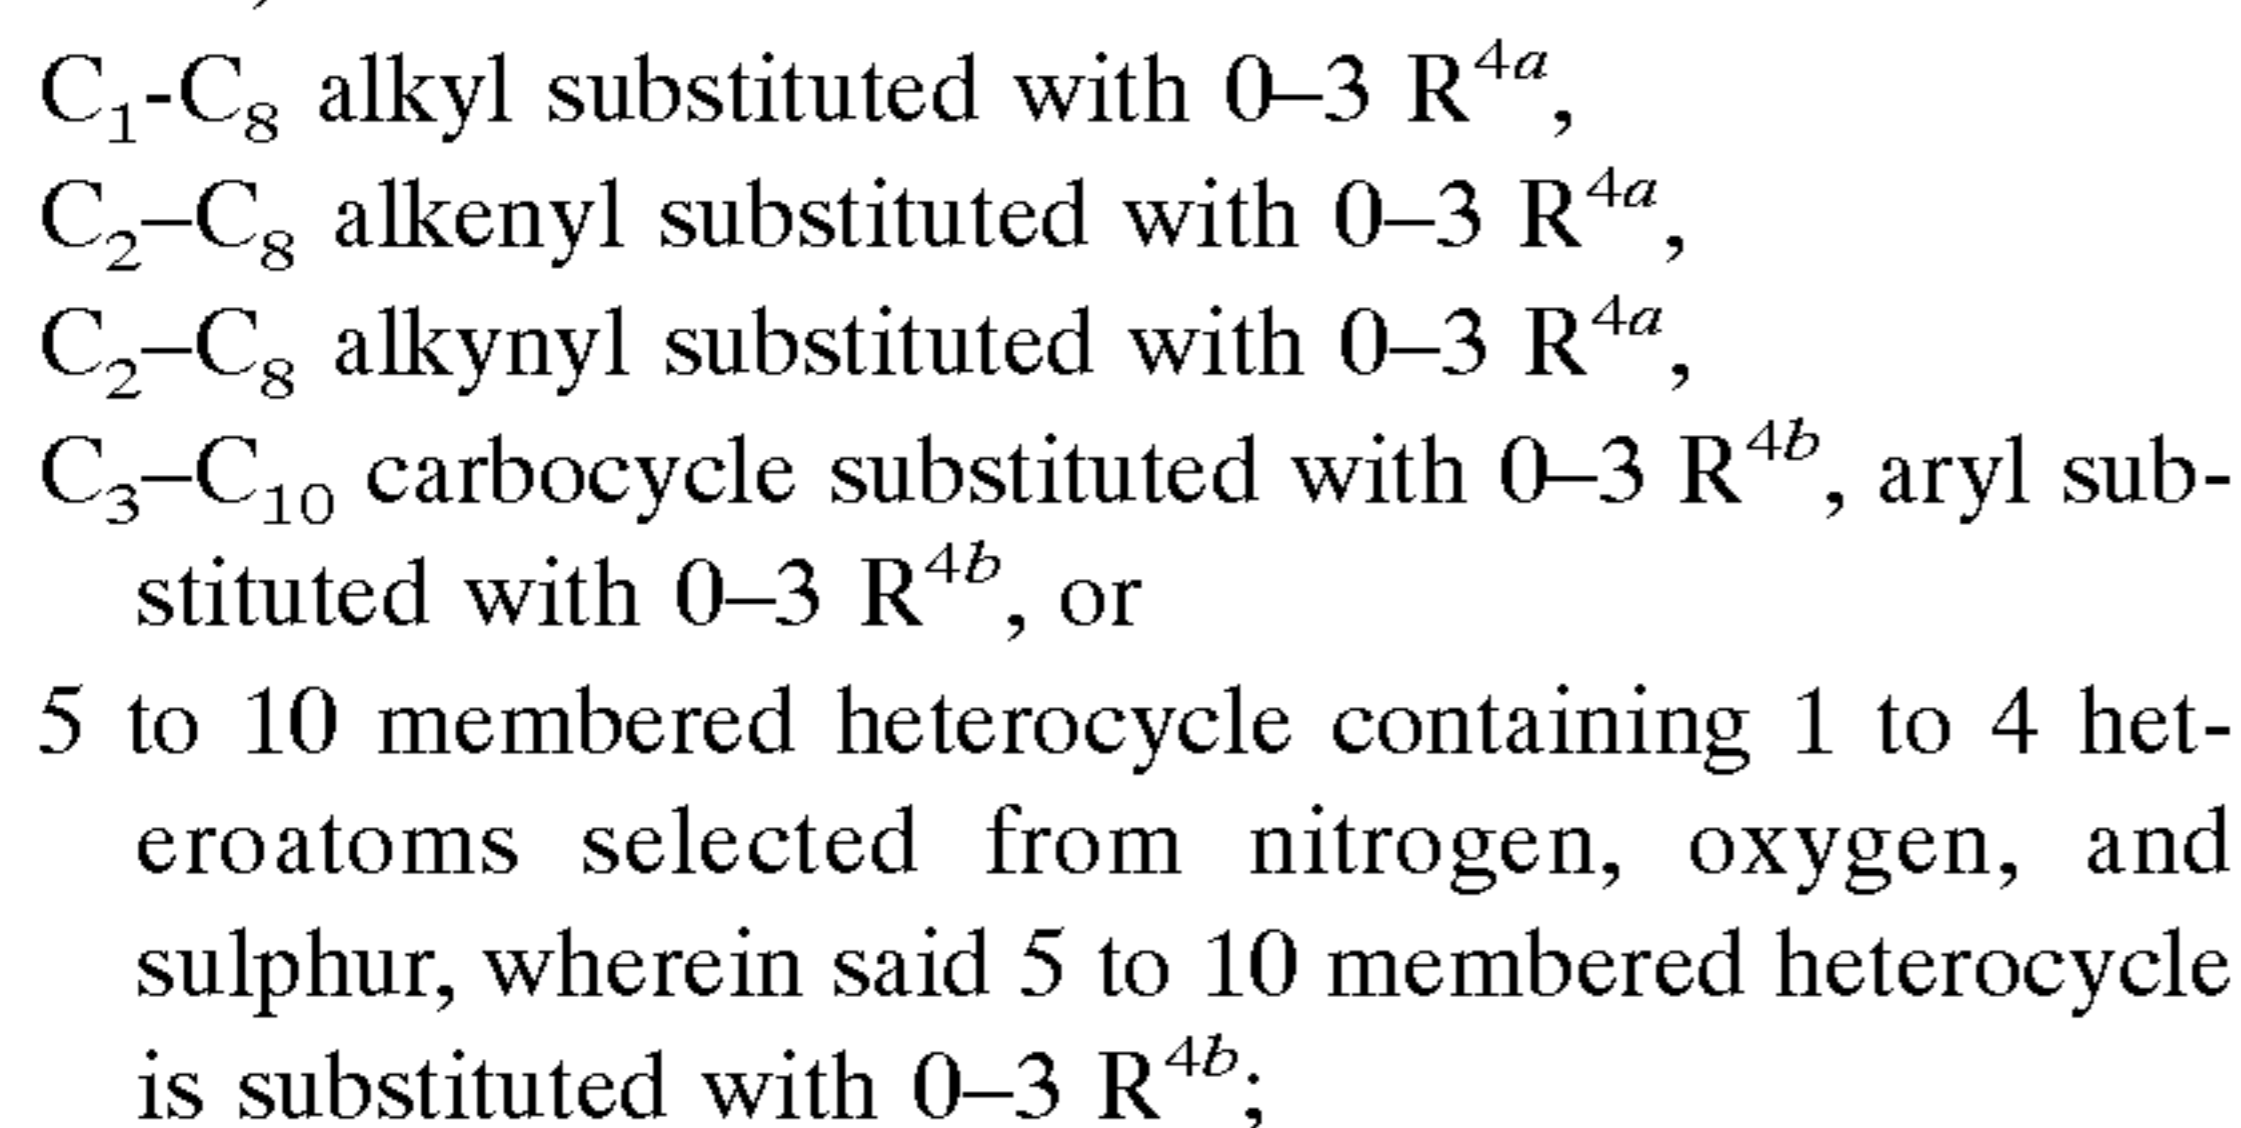 C₁-C₈ alkyl substituted with 0–3 R⁴ᵃ,
C₂–C₈ alkenyl substituted with 0–3 R⁴ᵃ,
C₂–C₈ alkynyl substituted with 0–3 R⁴ᵃ,
C₃–C₁₀ carbocycle substituted with 0–3 R⁴ᵇ, aryl sub-
stituted with 0–3 R⁴ᵇ, or
5 to 10 membered heterocycle containing 1 to 4 het-
eroatoms selected from nitrogen, oxygen, and
sulphur, wherein said 5 to 10 membered heterocycle
is substituted with 0–3 R⁴ᵇ;